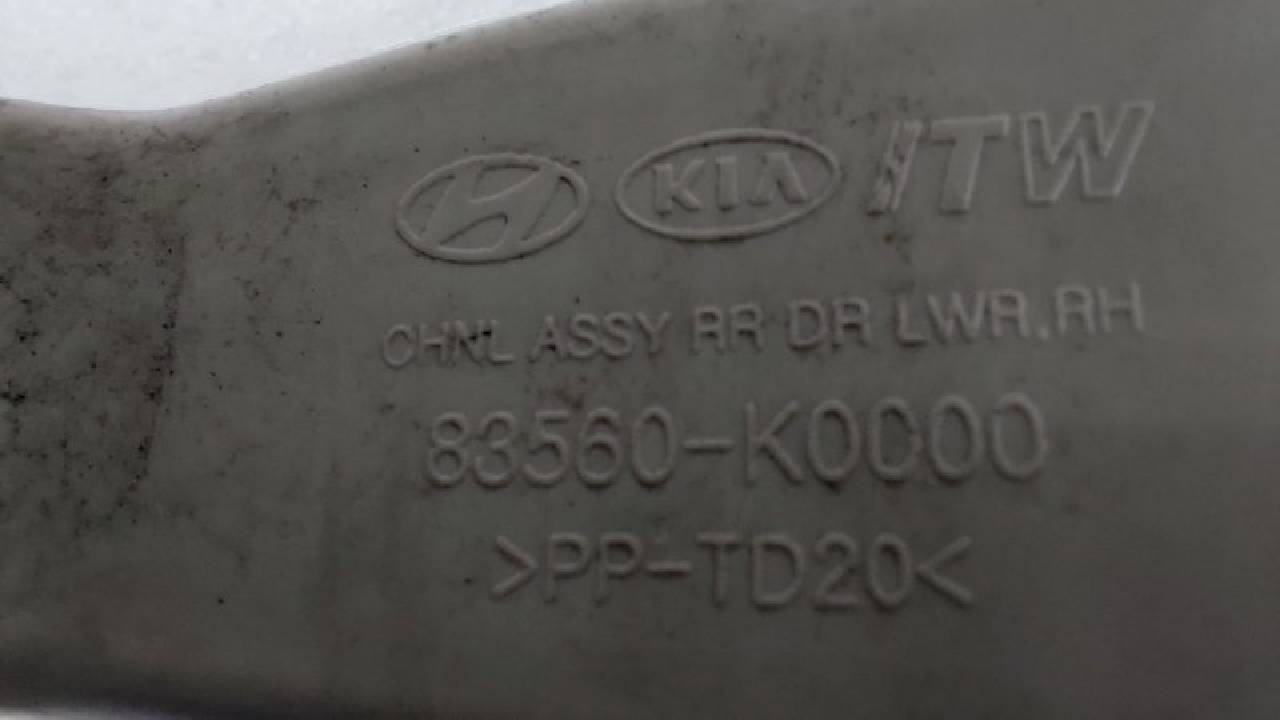 KIA ITW
CHNL ASSY RR DR LWR.RH
83560-K0000
>PP-TD20<